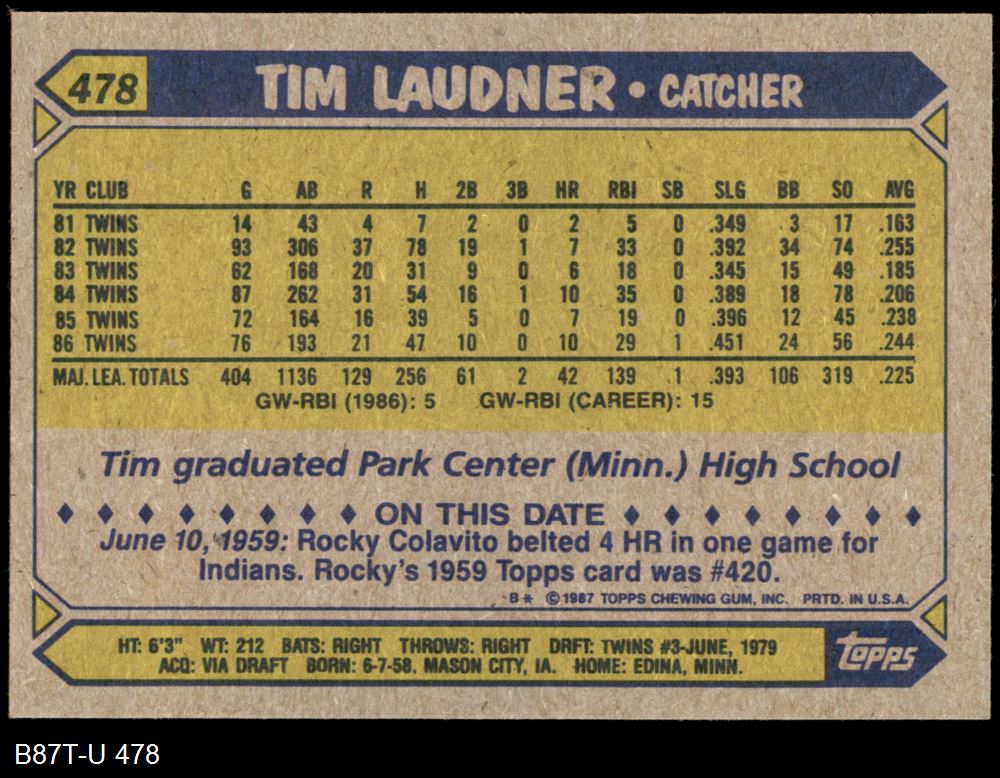 478 TIM LAUDNER • CATCHER
YR CLUB G AB R H 2B 3B HR RBI SB SLG BB SO AVG
81 TWINS 14 43 4 7 2 0 2 5 0 .349 3 17 .163
82 TWINS 93 306 37 78 19 1 7 33 0 .392 34 74 .255
83 TWINS 62 168 20 31 9 0 6 18 0 .345 15 49 .185
84 TWINS 87 262 31 54 16 1 10 35 0 .389 18 78 .206
85 TWINS 72 164 16 39 5 0 7 19 0 .396 12 45 .238
86 TWINS 76 193 21 47 10 0 10 29 1 .451 24 56 .244
MAJ. LEA. TOTALS 404 1136 129 256 61 2 42 139 1 .393 106 319 .225
GW-RBI (1986): 5 GW-RBI (CAREER): 15
Tim graduated Park Center (Minn.) High School
ON THIS DATE
June 10, 1959: Rocky Colavito belted 4 HR in one game for
Indians. Rocky's 1959 Topps card was #420.
B* ©1987 TOPPS CHEWING GUM, INC. PRTD. IN U.S.A.
HT: 6'3" WT: 212 BATS: RIGHT THROWS: RIGHT DRFT: TWINS #3-JUNE, 1979
ACQ: VIA DRAFT BORN: 6-7-58, MASON CITY, IA. HOME: EDINA, MINN.
topps
B87T-U 478